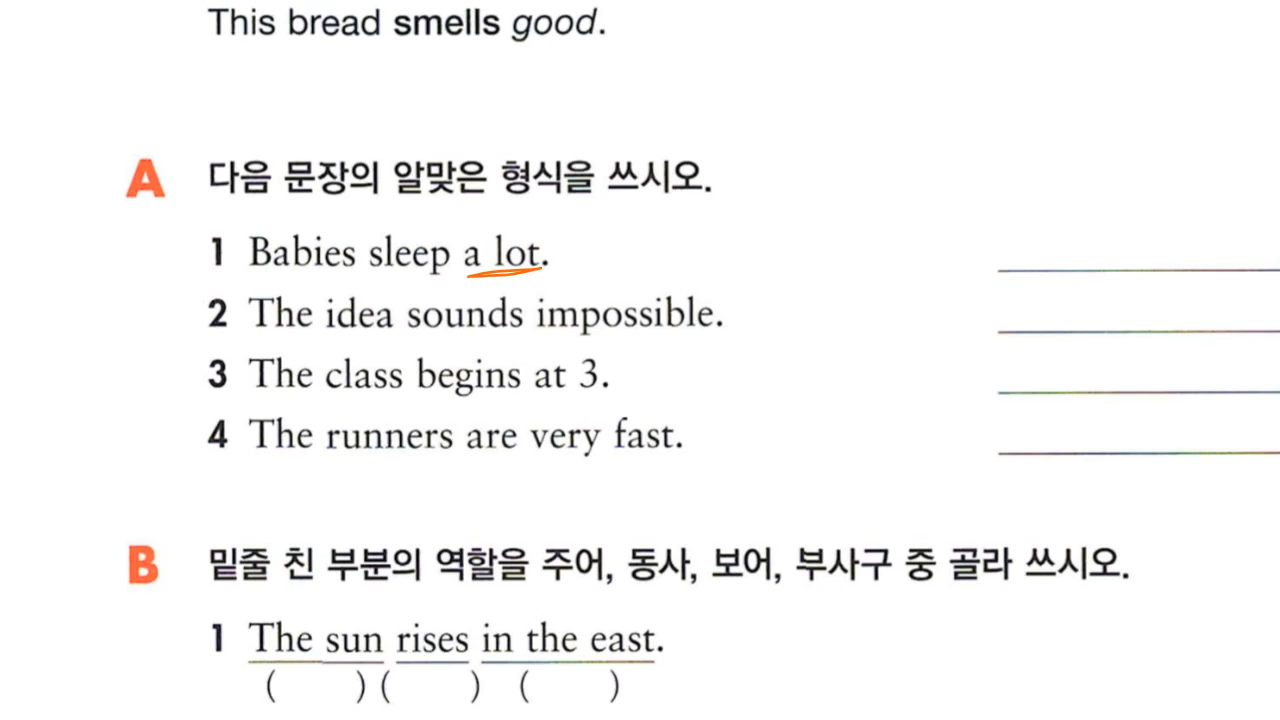 This bread smells good.
A 다음 문장의 알맞은 형식을 쓰시오.
1 Babies sleep a lot.
2 The idea sounds impossible.
3 The class begins at 3.
4 The runners are very fast.
B 밑줄 친 부분의 역할을 주어, 동사, 보어, 부사구 중 골라 쓰시오.
1 The sun rises in the east.
( ) ( ) ( )